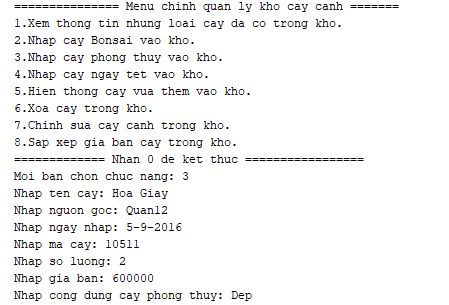 =============== Menu chinh quan ly kho cay canh =======
1.Xem thong tin nhung loai cay da co trong kho.
2.Nhap cay Bonsai vao kho.
3.Nhap cay phong thuy vao kho.
4.Nhap cay ngay tet vao kho.
5.Hien thong cay vua them vao kho.
6.Xoa cay trong kho.
7.Chinh sua cay canh trong kho.
8.Sap xep gia ban cay trong kho.
============= Nhan 0 de ket thuc =================
Moi ban chon chuc nang: 3
Nhap ten cay: Hoa Giay
Nhap nguon goc: Quan12
Nhap ngay nhap: 5-9-2016
Nhap ma cay: 10511
Nhap so luong: 2
Nhap gia ban: 600000
Nhap cong dung cay phong thuy: Dep